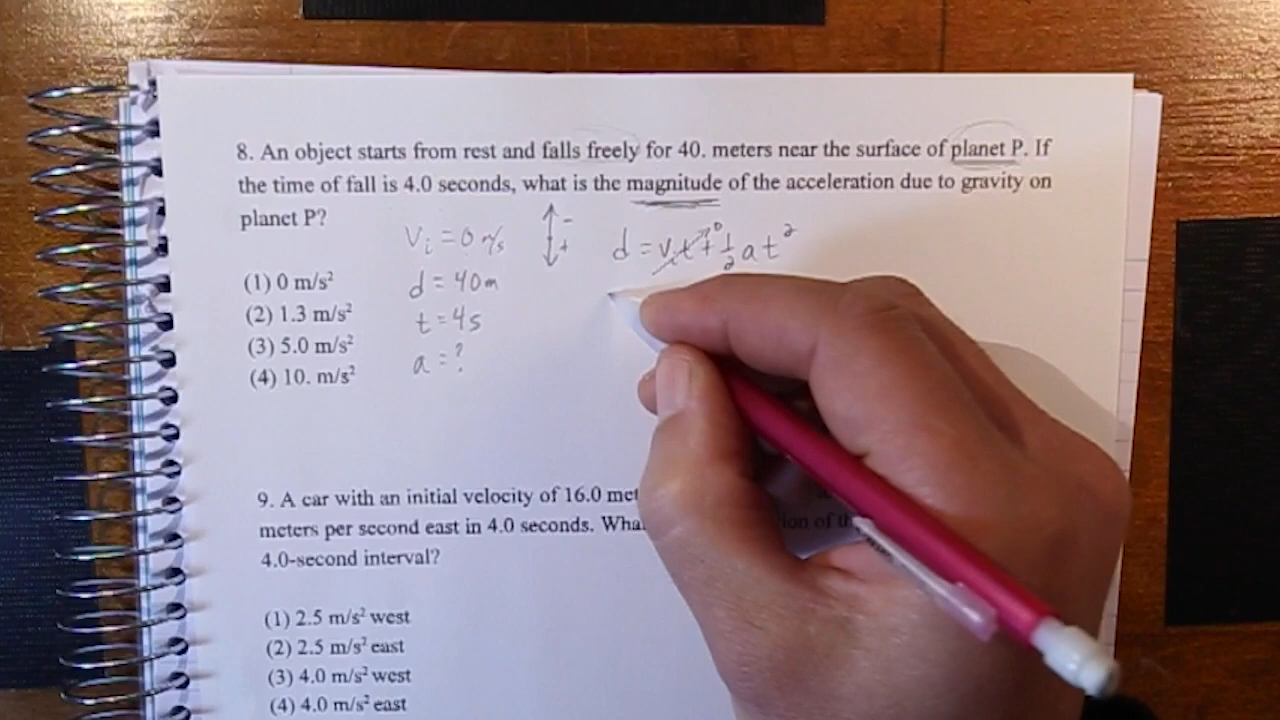 8. An object starts from rest and falls freely for 40. meters near the surface of planet P. If
the time of fall is 4.0 seconds, what is the magnitude of the acceleration due to gravity on
planet P?
(1) 0 m/s²
(2) 1.3 m/s²
(3) 5.0 m/s²
(4) 10. m/s²
Vi = 0 m/s
d = 40m
t = 4s
a = ?
- +
d = vit + 1/2 at²
0
9. A car with an initial velocity of 16.0 met
meters per second east in 4.0 seconds. ion of
4.0-second interval?
(1) 2.5 m/s² west
(2) 2.5 m/s² east
(3) 4.0 m/s² west
(4) 4.0 m/s² east